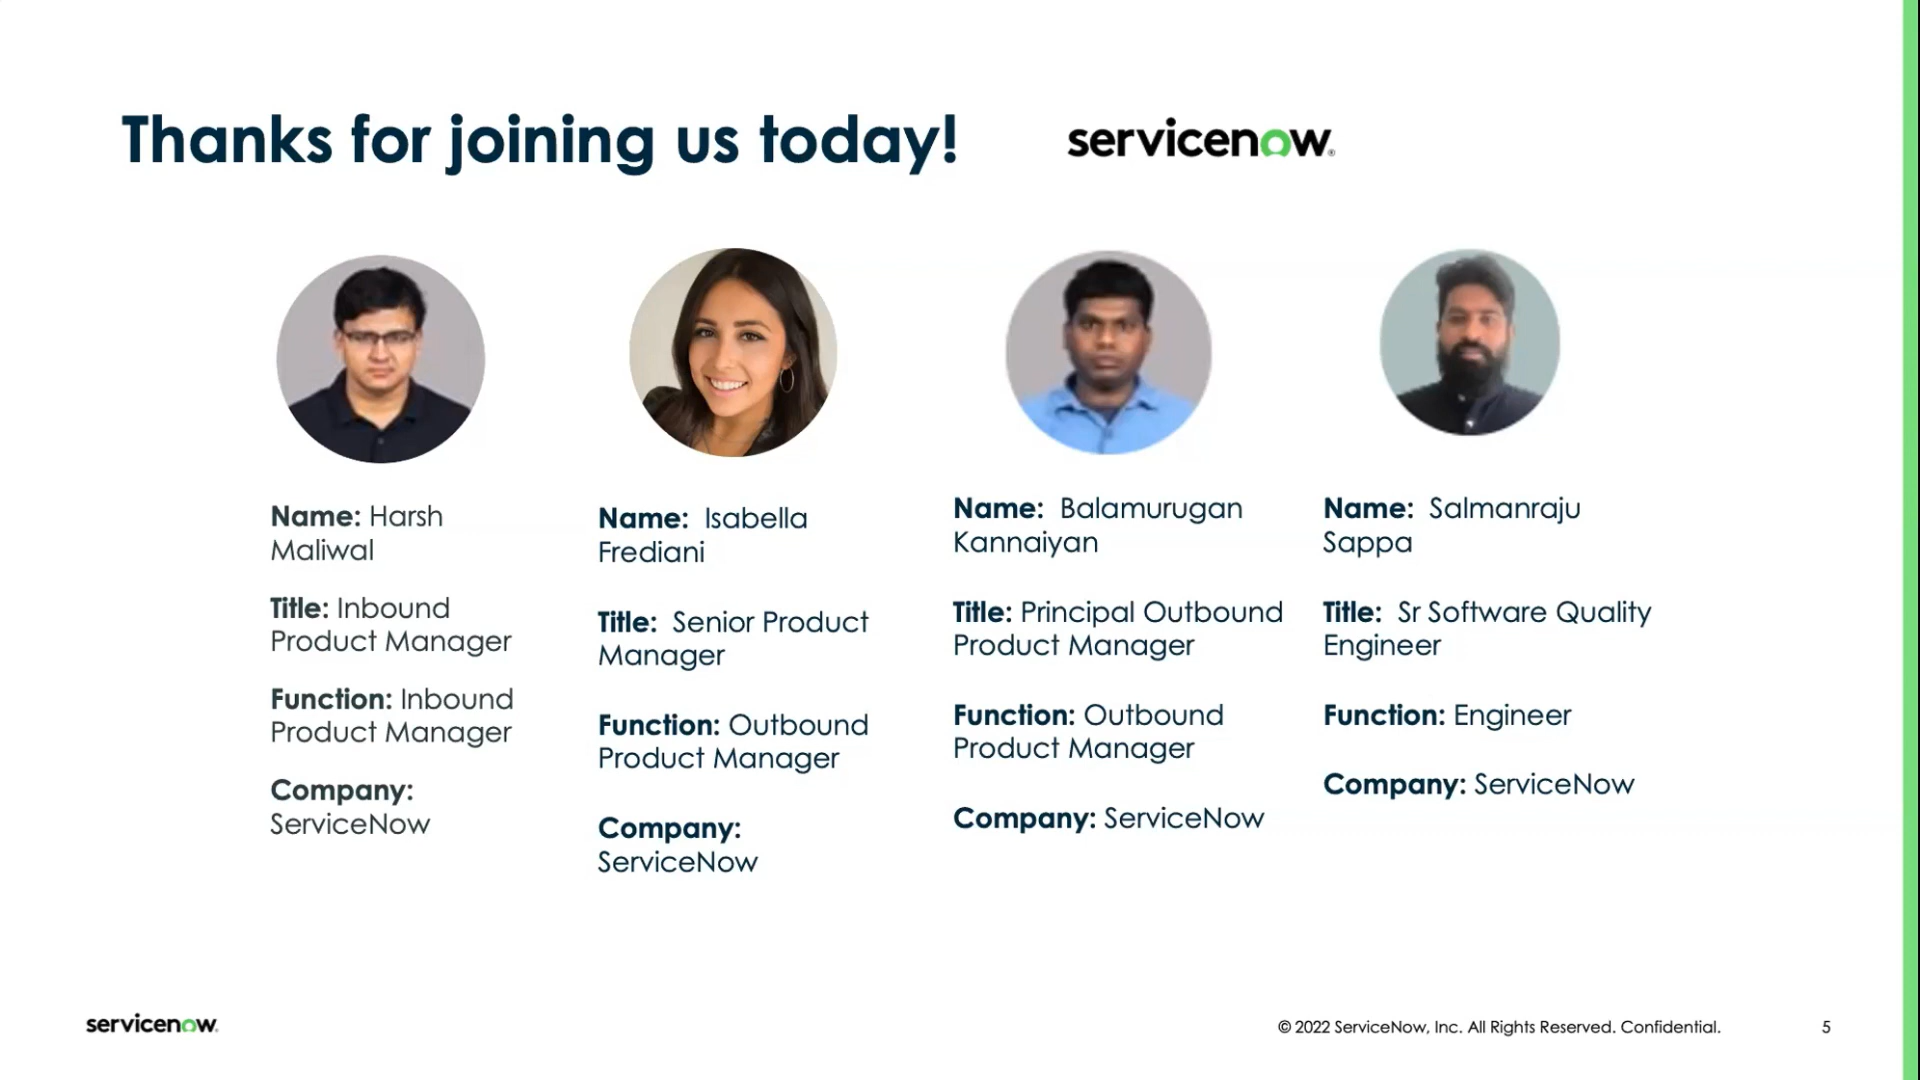 Thanks for joining us today!
servicenow®
Name: Harsh
Maliwal
Title: Inbound
Product Manager
Function: Inbound
Product Manager
Company:
ServiceNow
Name: Isabella
Frediani
Title: Senior Product
Manager
Function: Outbound
Product Manager
Company:
ServiceNow
Name: Balamurugan
Kannaiyan
Title: Principal Outbound
Product Manager
Function: Outbound
Product Manager
Company: ServiceNow
Name: Salmanraju
Sappa
Title: Sr Software Quality
Engineer
Function: Engineer
Company: ServiceNow
servicenow
© 2022 ServiceNow, Inc. All Rights Reserved. Confidential.
5